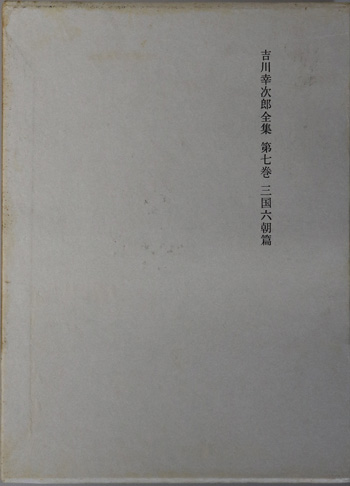 吉川幸次郎全集 第七巻 三国六朝篇